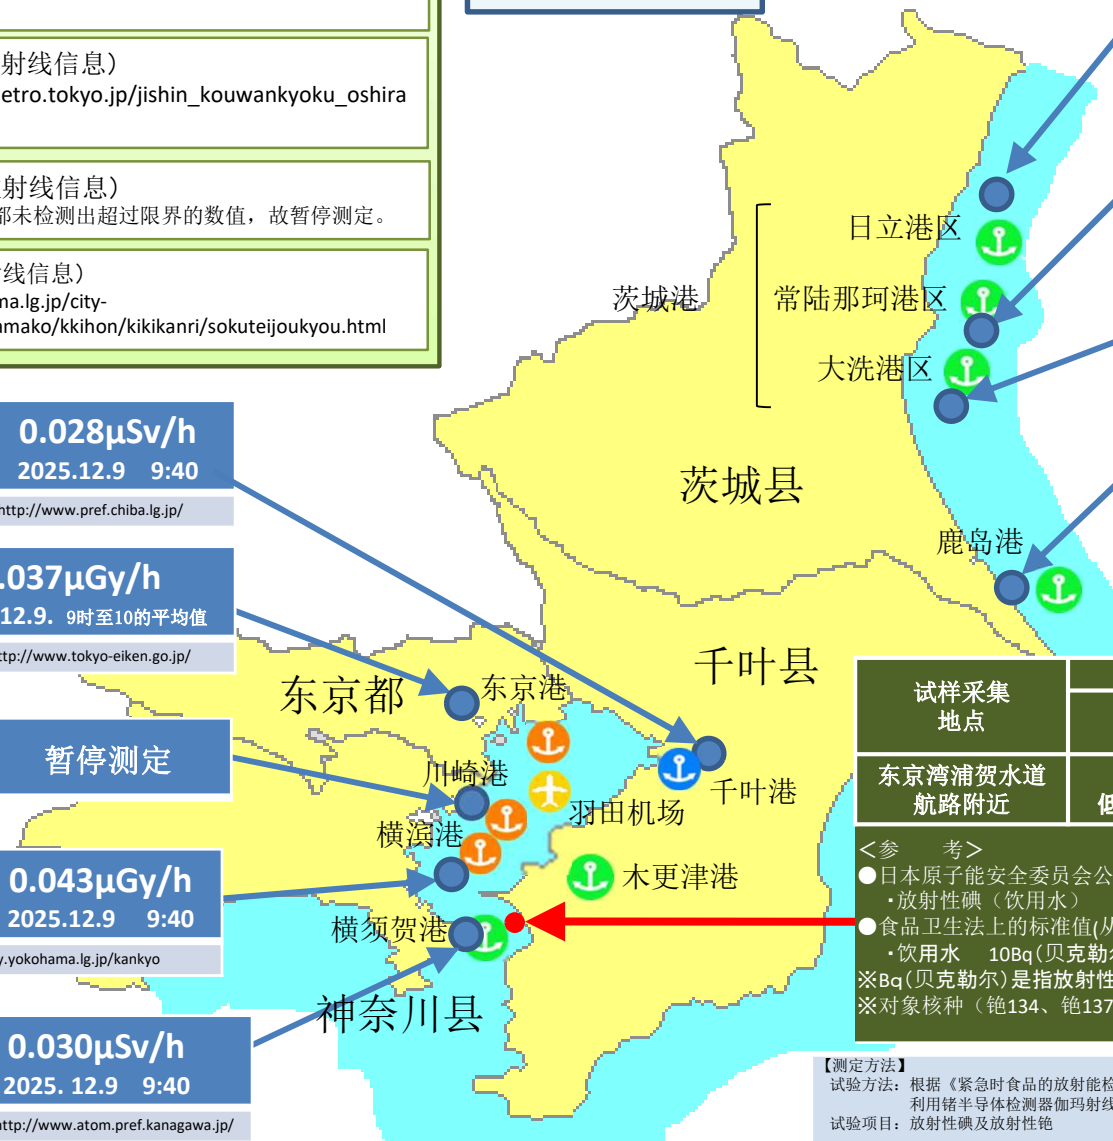 射线信息）
etro.tokyo.jp/jishin_kouwankyoku_oshira
射线信息）
都未检测出超过限界的数值，故暂停测定。
线信息）
ma.lg.jp/city-
amako/kkihon/kikikanri/sokuteijoukyou.html
日立港区
茨城港
常陆那珂港区
大洗港区
茨城县
鹿岛港
0.028μSv/h
2025.12.9 9:40
http://www.pref.chiba.lg.jp/
.037μGy/h
12.9. 9时至10的平均值
ttp://www.tokyo-eiken.go.jp/
千叶县
东京都
东京港
暂停测定
川崎港
千叶港
羽田机场
横滨港
0.043μGy/h
2025.12.9 9:40
y.yokohama.lg.jp/kankyo
木更津港
横须贺港
神奈川县
0.030μSv/h
2025. 12.9 9:40
http://www.atom.pref.kanagawa.jp/
试样采集
地点
东京湾浦贺水道
航路附近
＜参 考＞
●日本原子能安全委员会公
・放射性碘（饮用水）
●食品卫生法上的标准值(从
・饮用水 10Bq(贝克勒尔
※Bq(贝克勒尔)是指放射性
※对象核种（铯134、铯137
【测定方法】
试验方法：根据《紧急时食品的放射能检
利用锗半导体检测器伽玛射线
试验项目：放射性碘及放射性铯